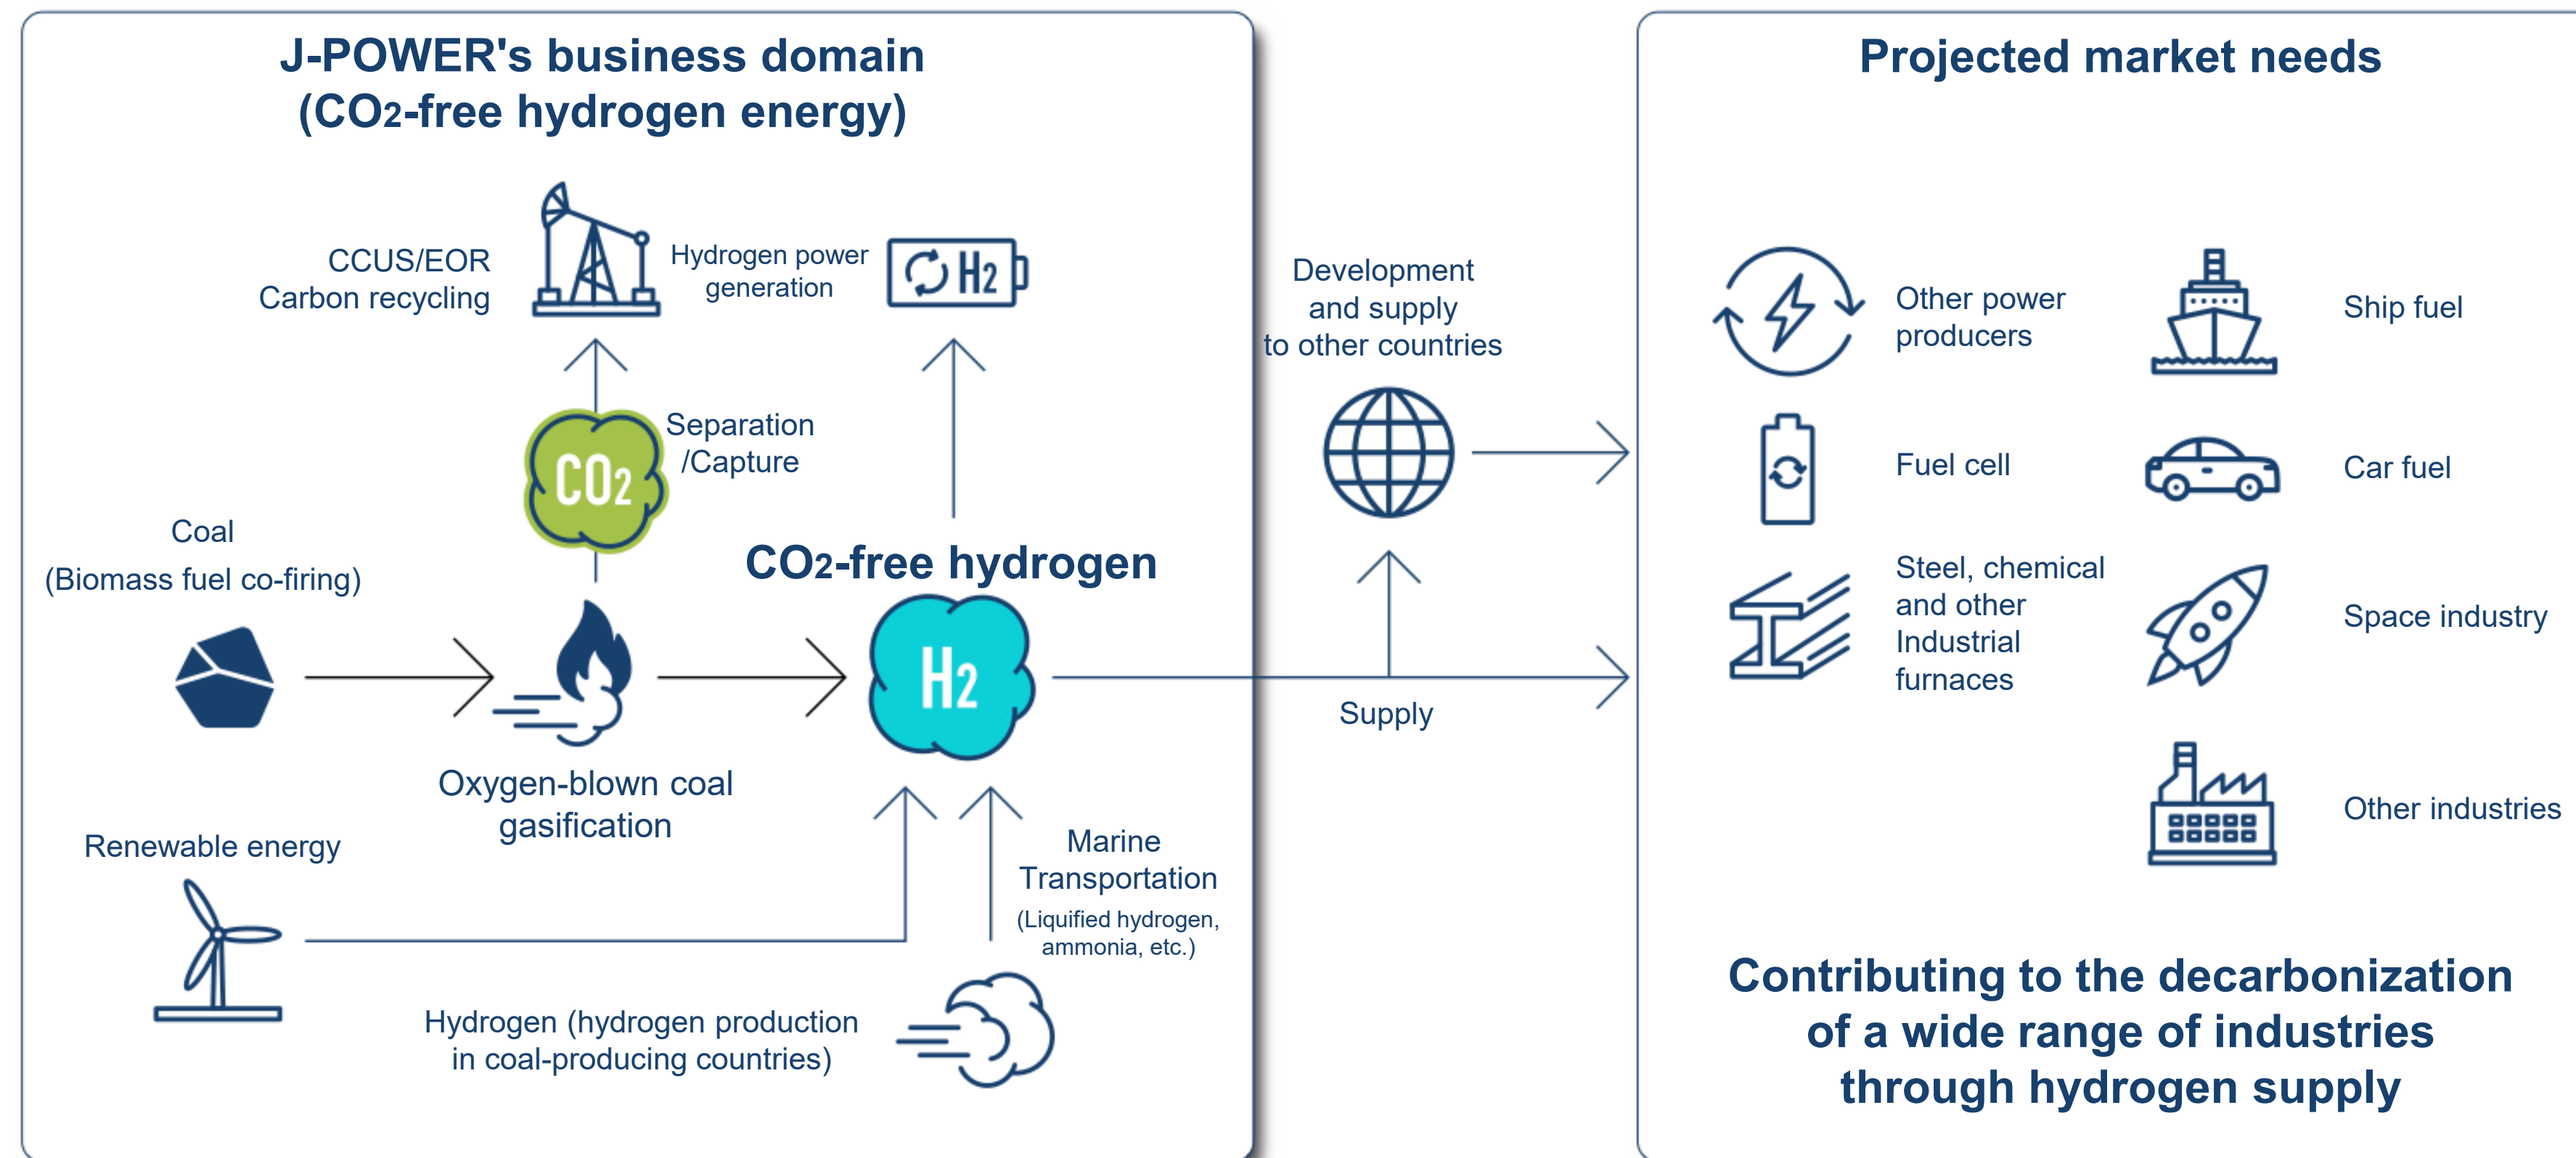 J-POWER's business domain
(CO2-free hydrogen energy)
CCUS/EOR
Carbon recycling
Hydrogen power
generation
Separation
/Capture
CO2
Coal
(Biomass fuel co-firing)
CO2-free hydrogen
H2
H2
Oxygen-blown coal
gasification
Renewable energy
Marine
Transportation
(Liquified hydrogen,
ammonia, etc.)
Hydrogen (hydrogen production
in coal-producing countries)
Development
and supply
to other countries
Supply
Projected market needs
Other power
producers
Ship fuel
Fuel cell
Car fuel
Steel, chemical
and other
Industrial
furnaces
Space industry
Other industries
Contributing to the decarbonization
of a wide range of industries
through hydrogen supply